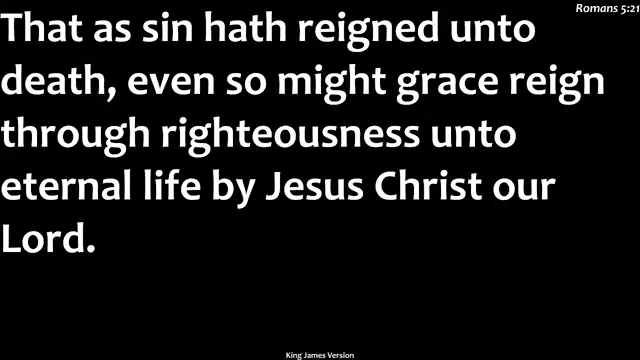 Romans 5:21
That as sin hath reigned unto
death, even so might grace reign
through righteousness unto
eternal life by Jesus Christ our
Lord.
King James Version